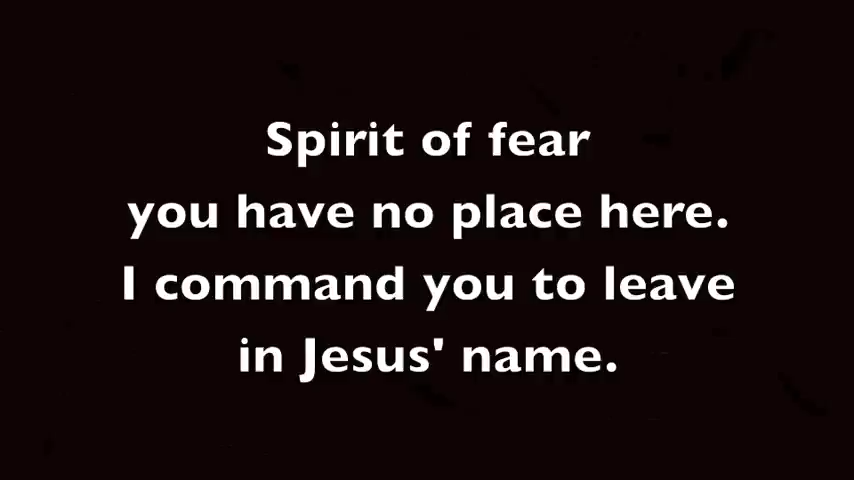 Spirit of fear
you have no place here.
I command you to leave
in Jesus' name.